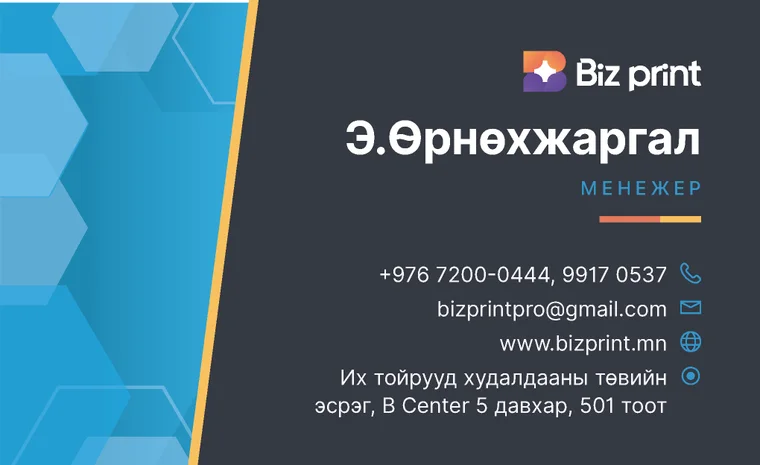 Biz print
Э.Өрнөхжаргал
МЕНЕЖЕР
+976 7200-0444, 9917 0537
bizprintpro@gmail.com
www.bizprint.mn
Их тойрууд худалдааны төвийн
эсрэг, B Center 5 давхар, 501 тоот